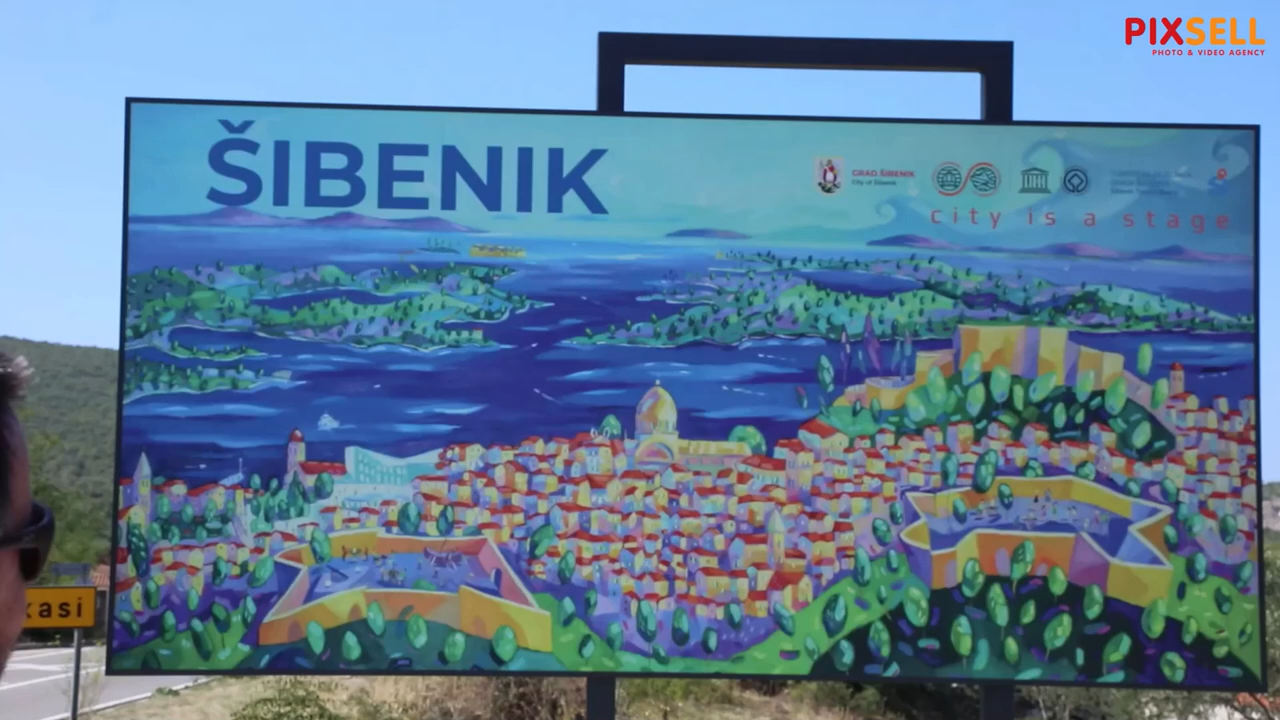 PIXSELL
PHOTO & VIDEO AGENCY
ŠIBENIK
GRAD ŠIBENIK
City of Šibenik
city is a stage
kasi